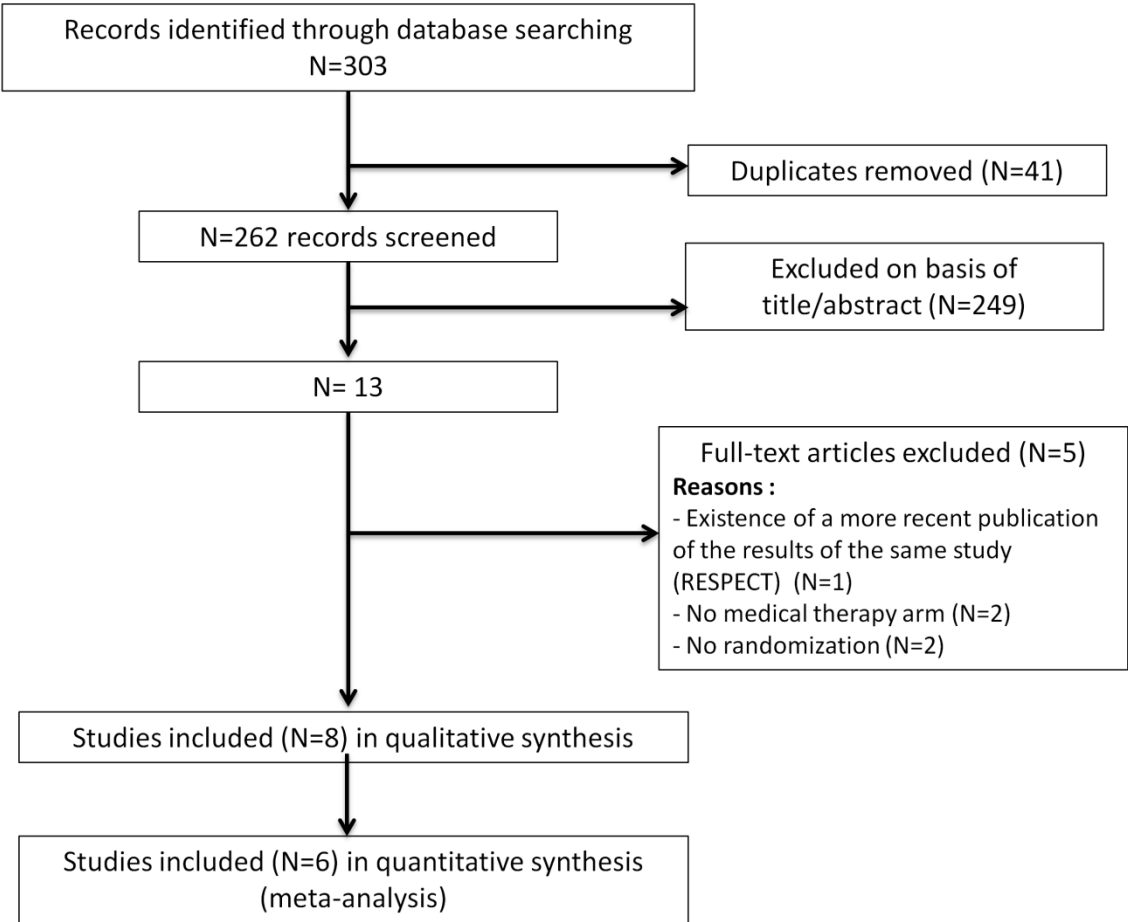 Records identified through database searching
N=303
Duplicates removed (N=41)
N=262 records screened
Excluded on basis of
title/abstract (N=249)
N= 13
Full-text articles excluded (N=5)
Reasons :
- Existence of a more recent publication
of the results of the same study
(RESPECT)  (N=1)
- No medical therapy arm (N=2)
- No randomization (N=2)
Studies included (N=8) in qualitative synthesis
Studies included (N=6) in quantitative synthesis
(meta-analysis)